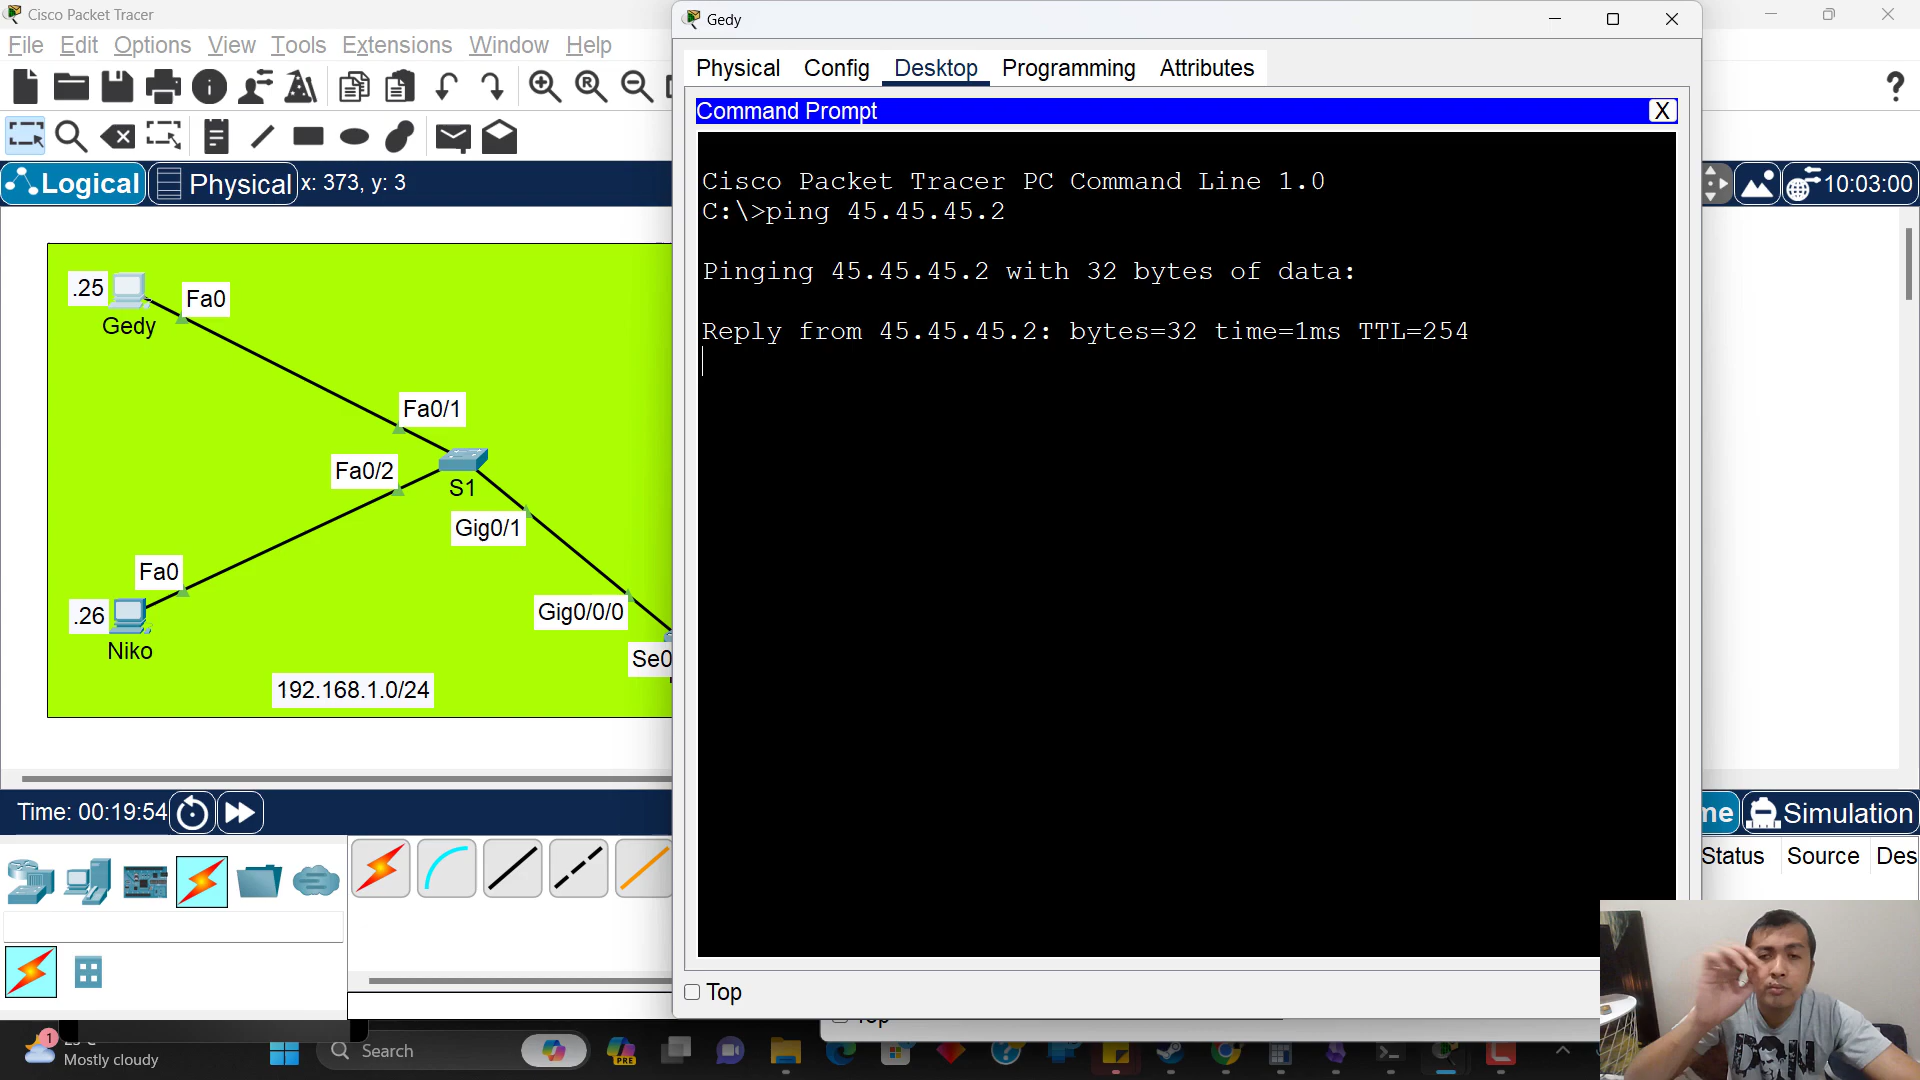 Cisco Packet Tracer
File Edit Options View Tools Extensions Window Help
Logical
Physical
x: 373, y: 3
10:03:00
.25
Fa0
Gedy
Fa0/1
Fa0/2
S1
Gig0/1
Fa0
.26
Niko
Gig0/0/0
Se0
192.168.1.0/24
Gedy
Physical Config Desktop Programming Attributes
Command Prompt
X
Cisco Packet Tracer PC Command Line 1.0
C:\>ping 45.45.45.2
Pinging 45.45.45.2 with 32 bytes of data:
Reply from 45.45.45.2: bytes=32 time=1ms TTL=254
Top
Time: 00:19:54
me
Simulation
Status Source Des
1
Mostly cloudy
Search
PRE